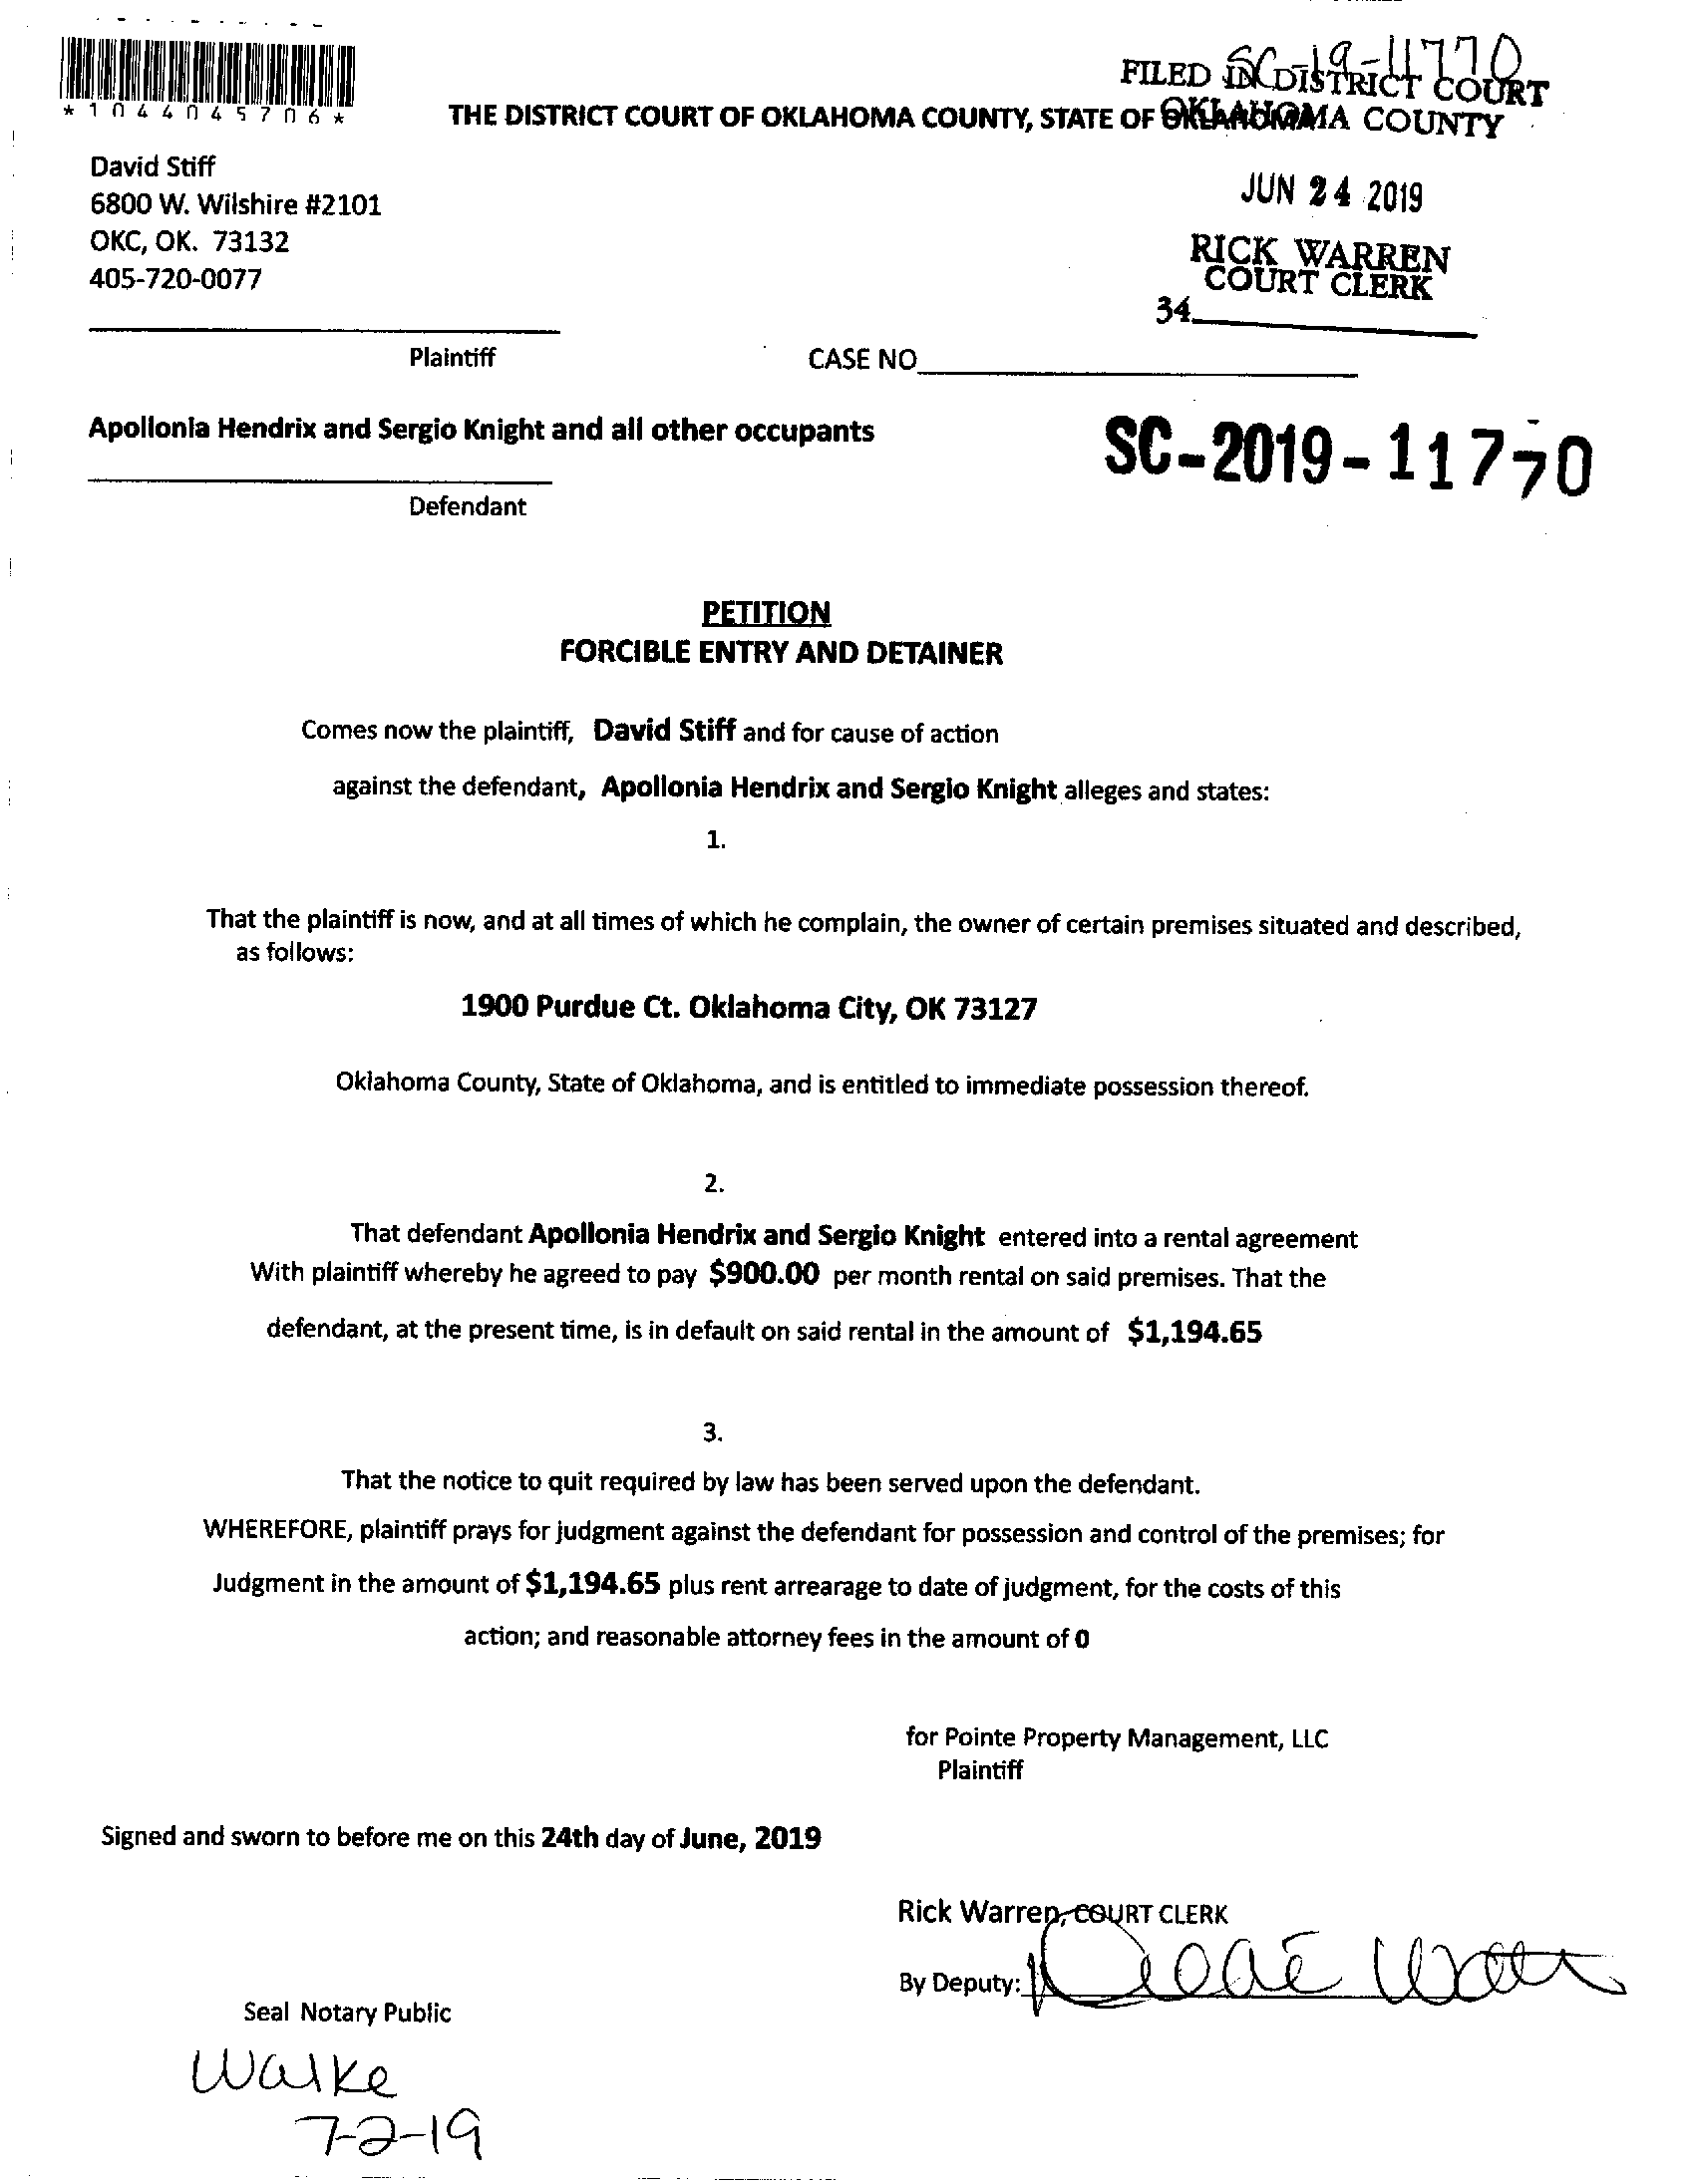 SC-19-11770
FILED IN DISTRICT COURT
*1044045706*
THE DISTRICT COURT OF OKLAHOMA COUNTY, STATE OF OKLAHOMA COUNTY
David Stiff
6800 W. Wilshire #2101
JUN 24 2019
OKC, OK. 73132
RICK WARREN
405-720-0077
COURT CLERK
34
Plaintiff
CASE NO
Apollonia Hendrix and Sergio Knight and all other occupants
SC-2019-11770
Defendant
PETITION
FORCIBLE ENTRY AND DETAINER
Comes now the plaintiff, David Stiff and for cause of action
against the defendant, Apollonia Hendrix and Sergio Knight alleges and states:
1.
That the plaintiff is now, and at all times of which he complain, the owner of certain premises situated and described,
as follows:
1900 Purdue Ct. Oklahoma City, OK 73127
Oklahoma County, State of Oklahoma, and is entitled to immediate possession thereof.
2.
That defendant Apollonia Hendrix and Sergio Knight entered into a rental agreement
With plaintiff whereby he agreed to pay $900.00 per month rental on said premises. That the
defendant, at the present time, is in default on said rental in the amount of $1,194.65
3.
That the notice to quit required by law has been served upon the defendant.
WHEREFORE, plaintiff prays for judgment against the defendant for possession and control of the premises; for
Judgment in the amount of $1,194.65 plus rent arrearage to date of judgment, for the costs of this
action; and reasonable attorney fees in the amount of 0
for Pointe Property Management, LLC
Plaintiff
Signed and sworn to before me on this 24th day of June, 2019
Rick Warren, COURT CLERK
By Deputy:
Seal Notary Public
Walke
7-2-19